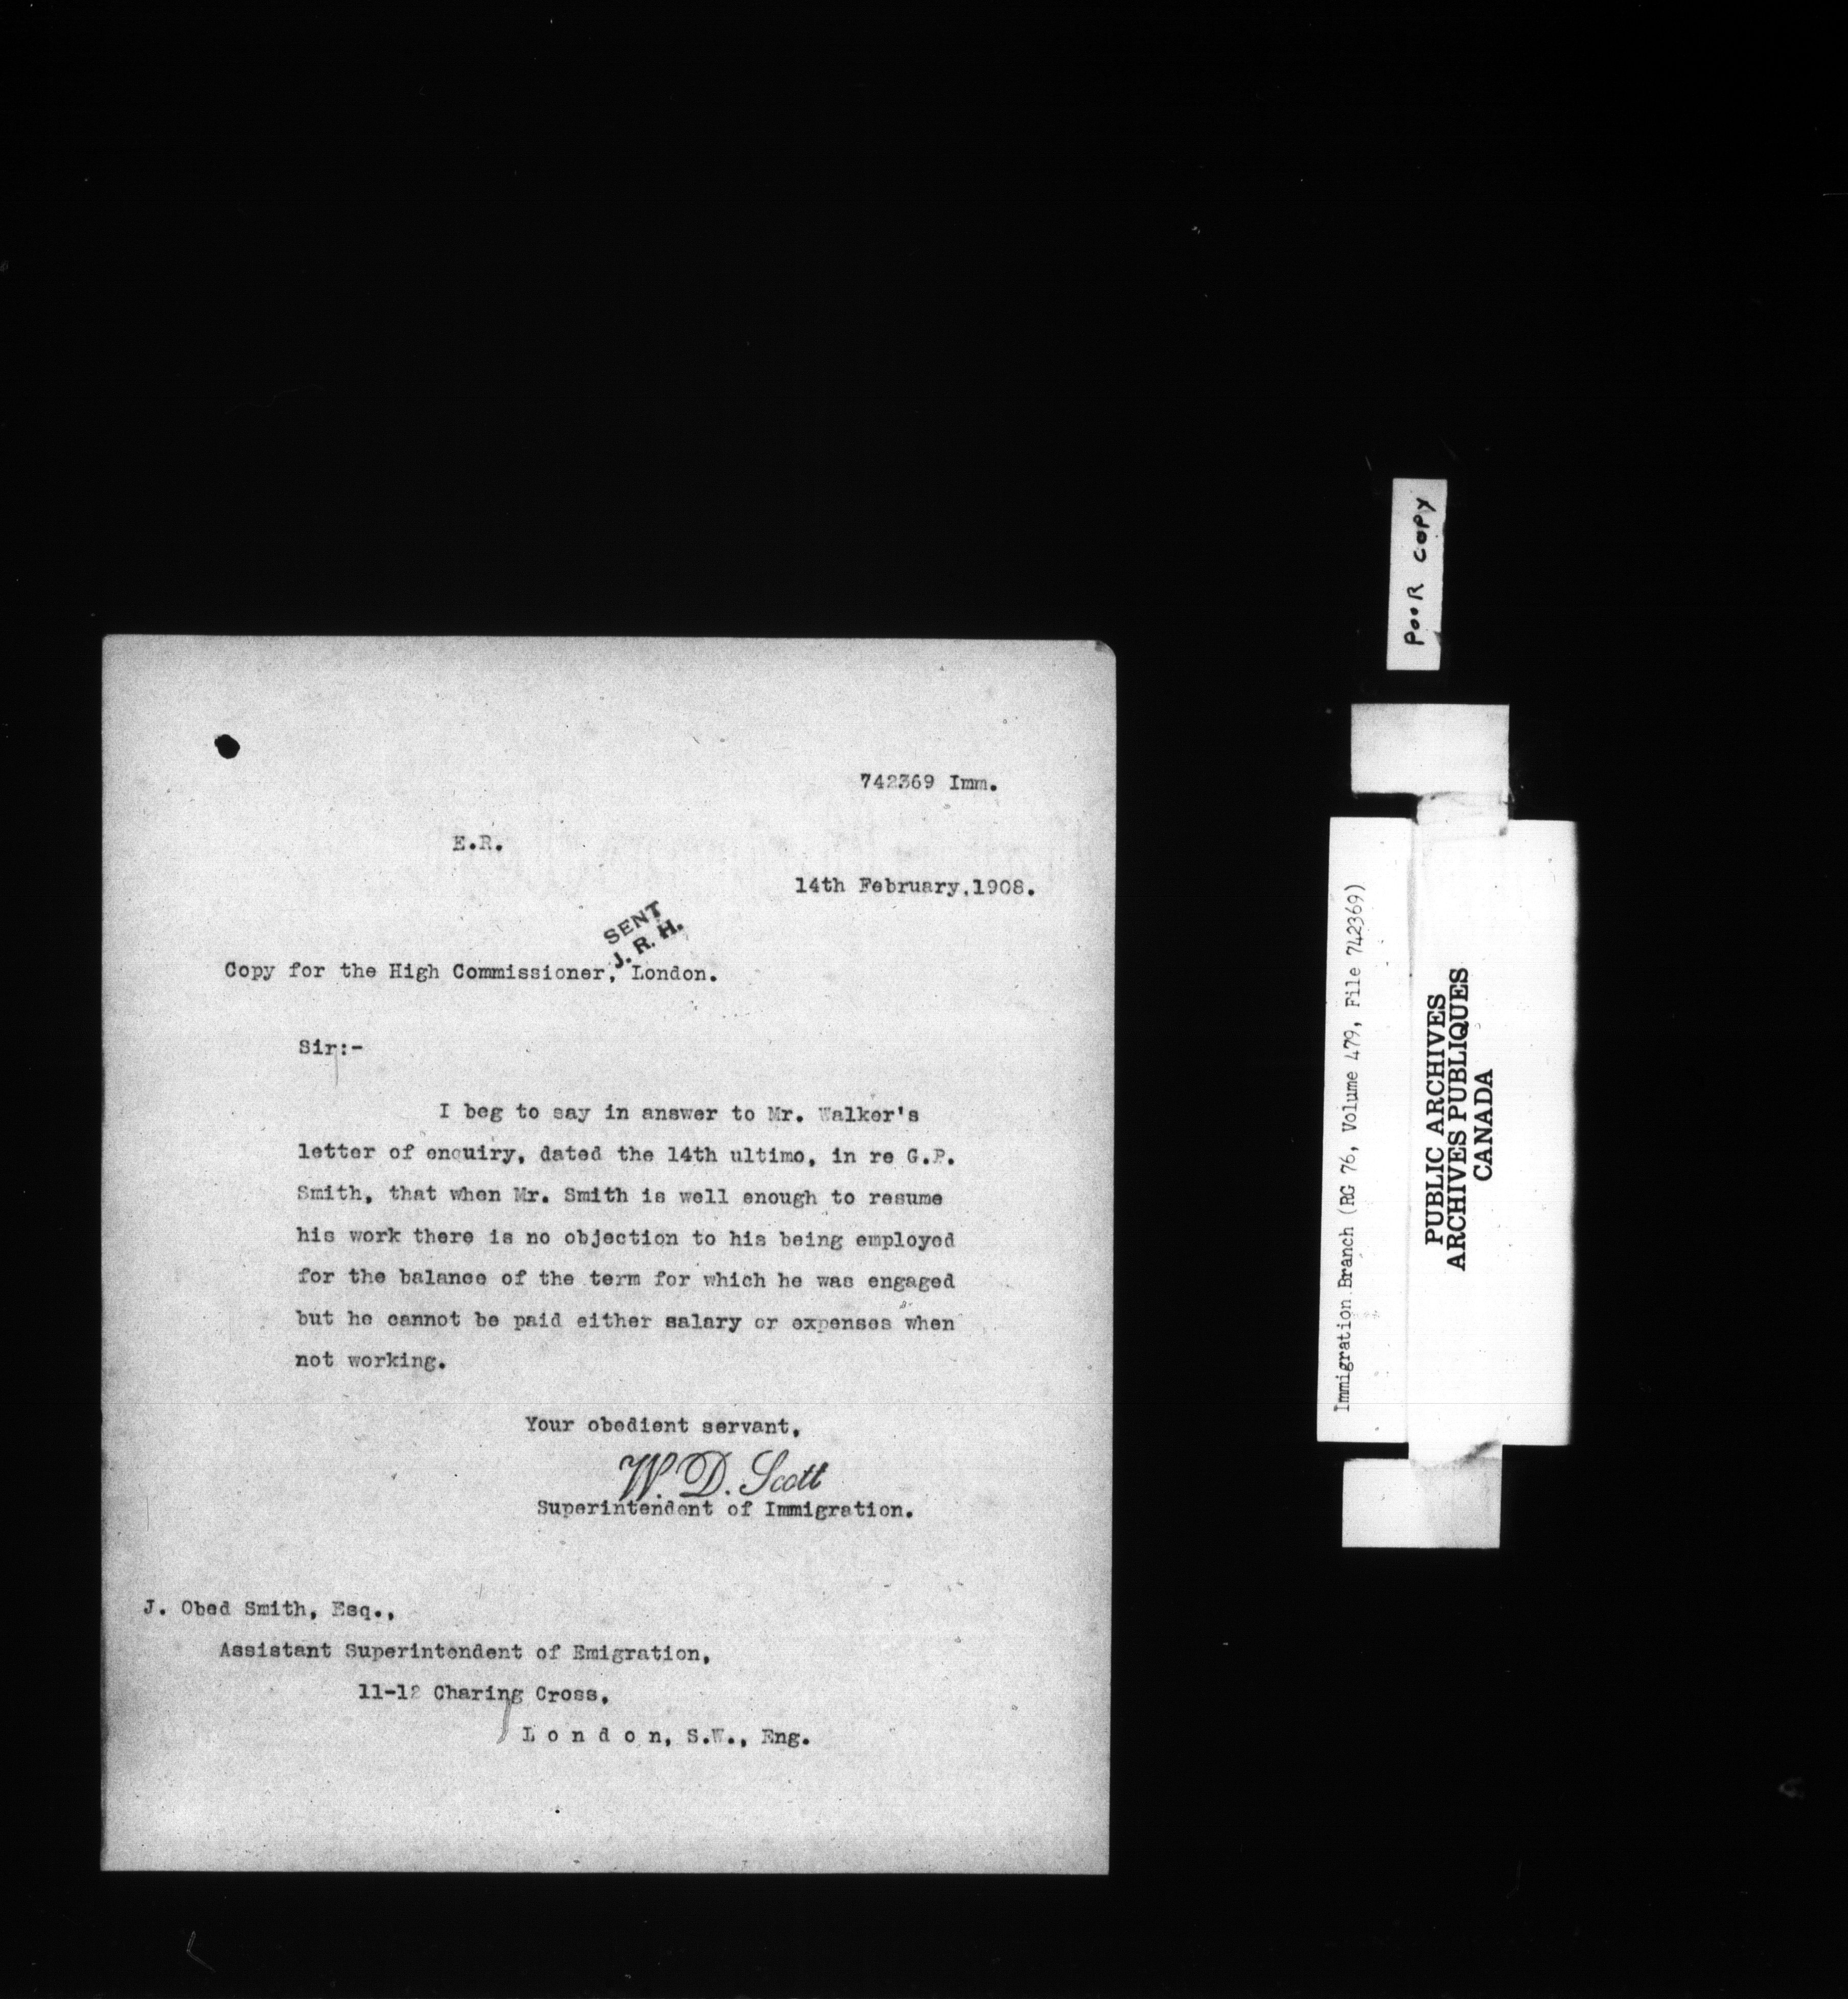 742369 Imm.
E.R.
14th February,1908.
SENT
J. R. H.
Copy for the High Commissioner, London.
Sir:-
I beg to say in answer to Mr. Walker's
letter of enquiry, dated the 14th ultimo, in re G.P.
Smith, that when Mr. Smith is well enough to resume
his work there is no objection to his being employed
for the balance of the term for which he was engaged
but he cannot be paid either salary or expenses when
not working.
Your obedient servant,
W. D. Scott
Superintendent of Immigration.
J. Obed Smith, Esq.,
Assistant Superintendent of Emigration,
11-12 Charing Cross,
L o n d o n, S.W., Eng.
POOR COPY
Immigration Branch (RG 76, Volume 479, File 742369)
PUBLIC ARCHIVES
ARCHIVES PUBLIQUES
CANADA